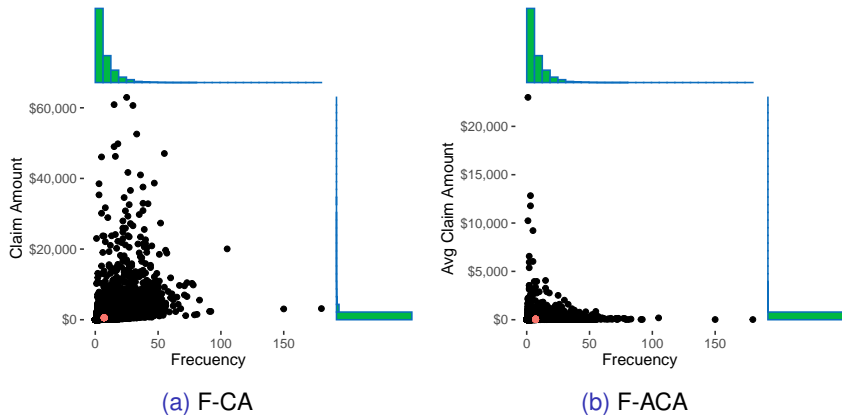 $60,000
$40,000
$20,000
$0
Claim Amount
0
50
100
150
Frecuency
(a) F-CA
$20,000
$15,000
$10,000
$5,000
$0
Avg Claim Amount
0
50
100
150
Frecuency
(b) F-ACA